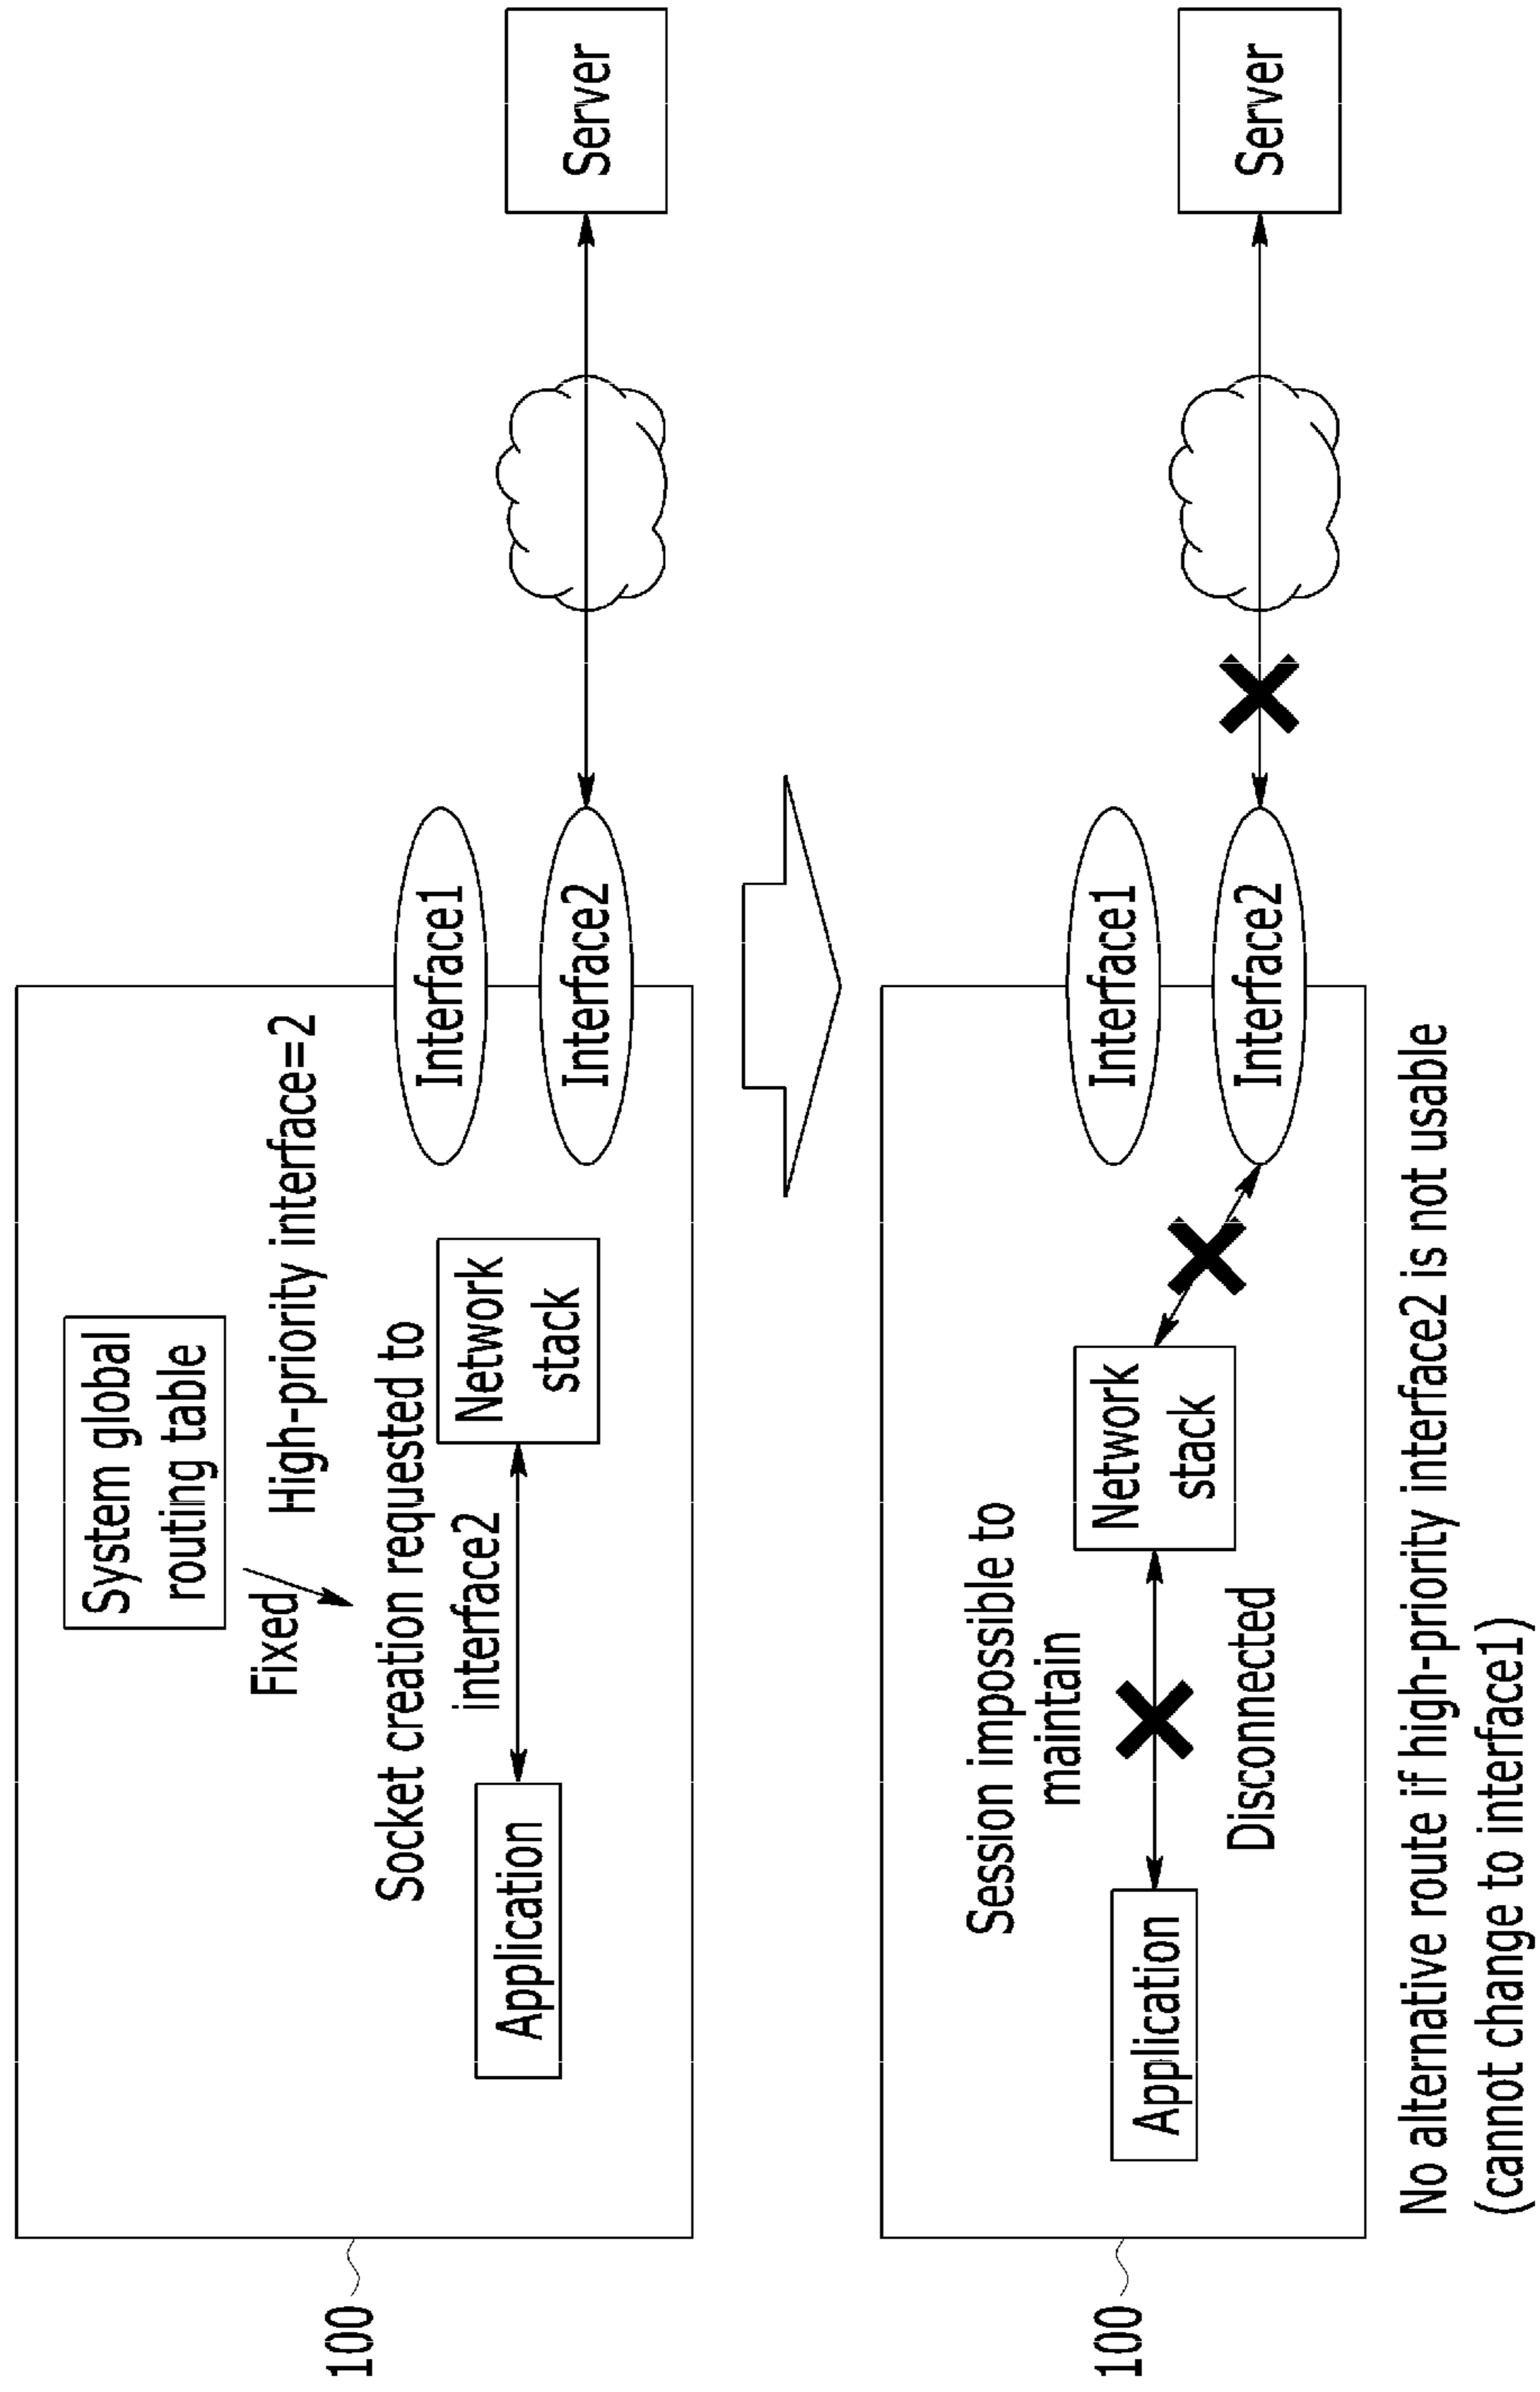 System global
routing table
Fixed
High-priority interface=2
Socket creation requested to
interface2
Application
Network
stack
Interface1
Interface2
Server
100
Session impossible to
maintain
Application
Disconnected
Network
stack
Interface1
Interface2
Server
100
No alternative route if high-priority interface2 is not usable
(cannot change to interface1)